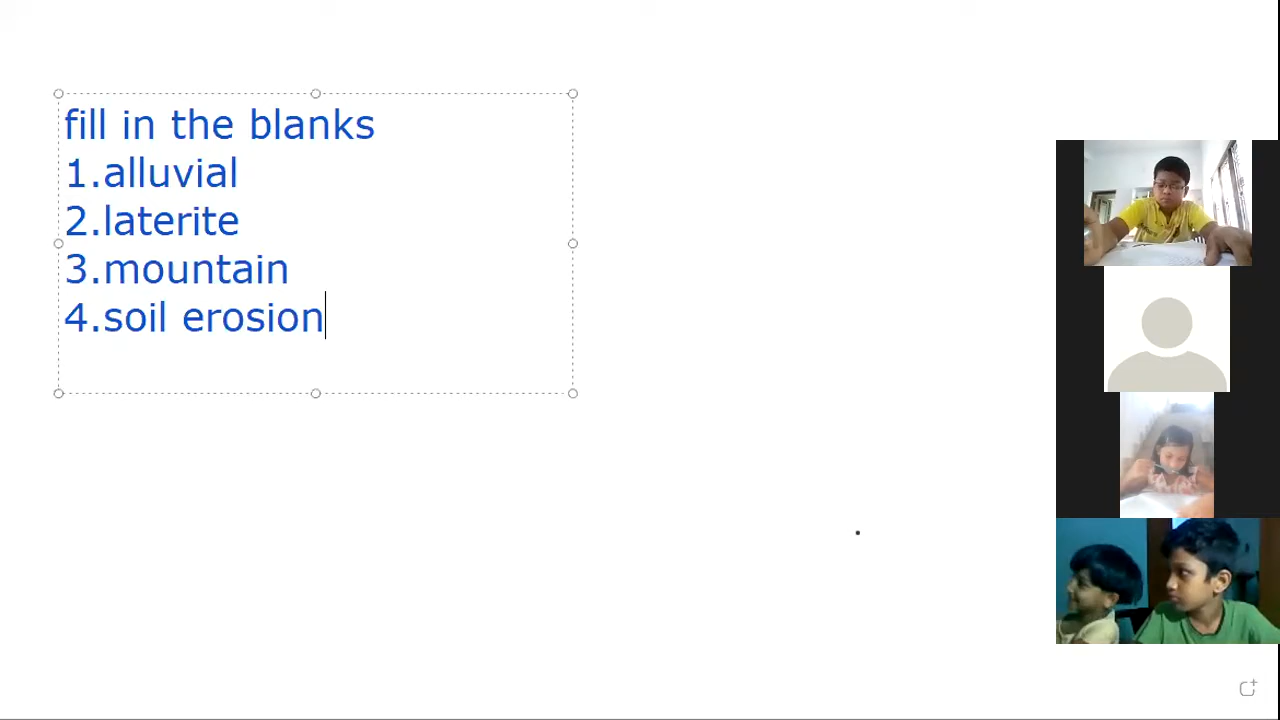 fill in the blanks
1.alluvial
2.laterite
3.mountain
4.soil erosion